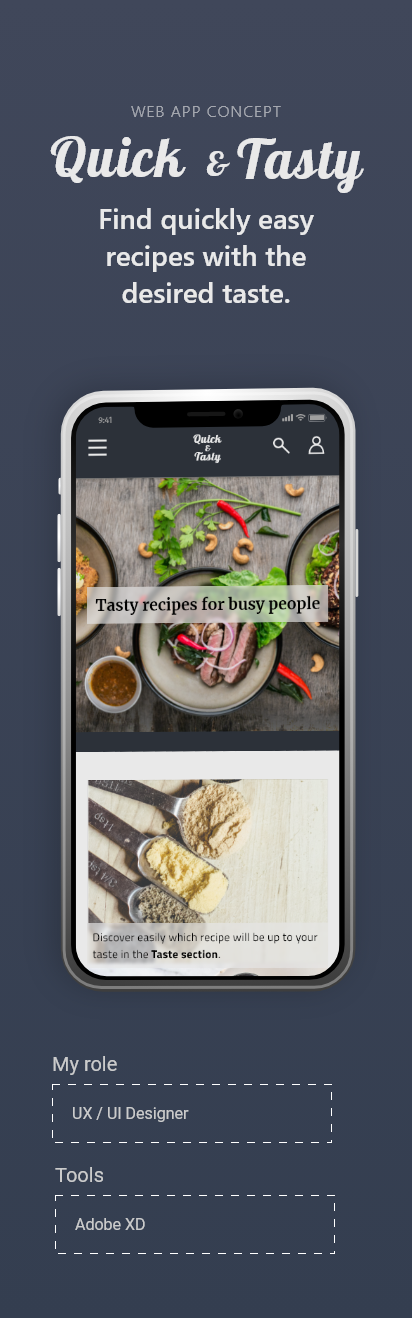 WEB APP CONCEPT
Quick & Tasty
Find quickly easy
recipes with the
desired taste.
9:41
Quick
&
Tasty
Tasty recipes for busy people
Discover easily which recipe will be up to your
taste in the Taste section.
My role
UX / UI Designer
Tools
Adobe XD